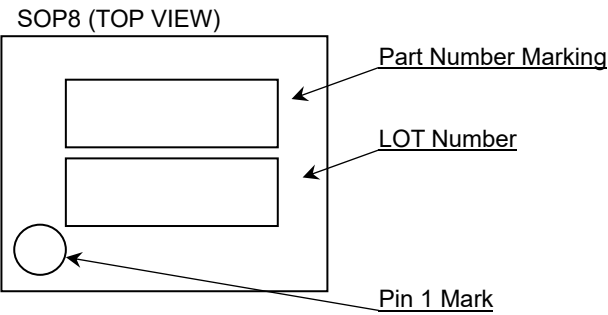 SOP8 (TOP VIEW)
Part Number Marking
LOT Number
Pin 1 Mark